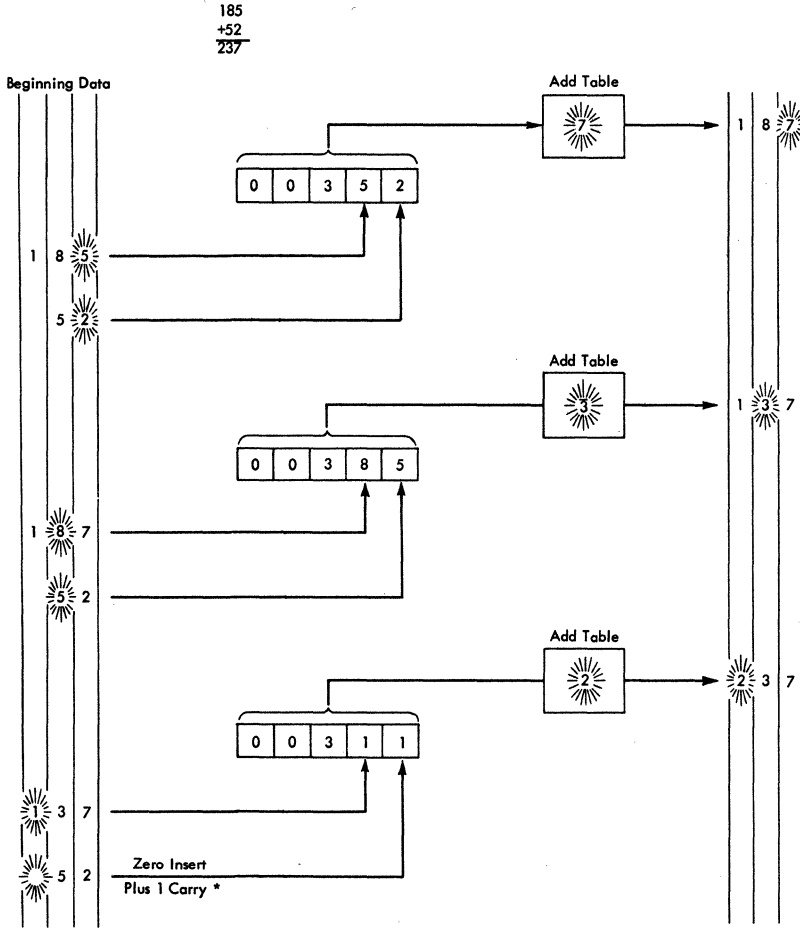 185
+52
237
Beginning Data
Add Table
7
1 8 7
0 0 3 5 2
1 8 5
5 2
Add Table
3
1 3 7
0 0 3 8 5
1 8 7
5 2
Add Table
2
2 3 7
0 0 3 1 1
1 3 7
5 2
Zero Insert
Plus 1 Carry *